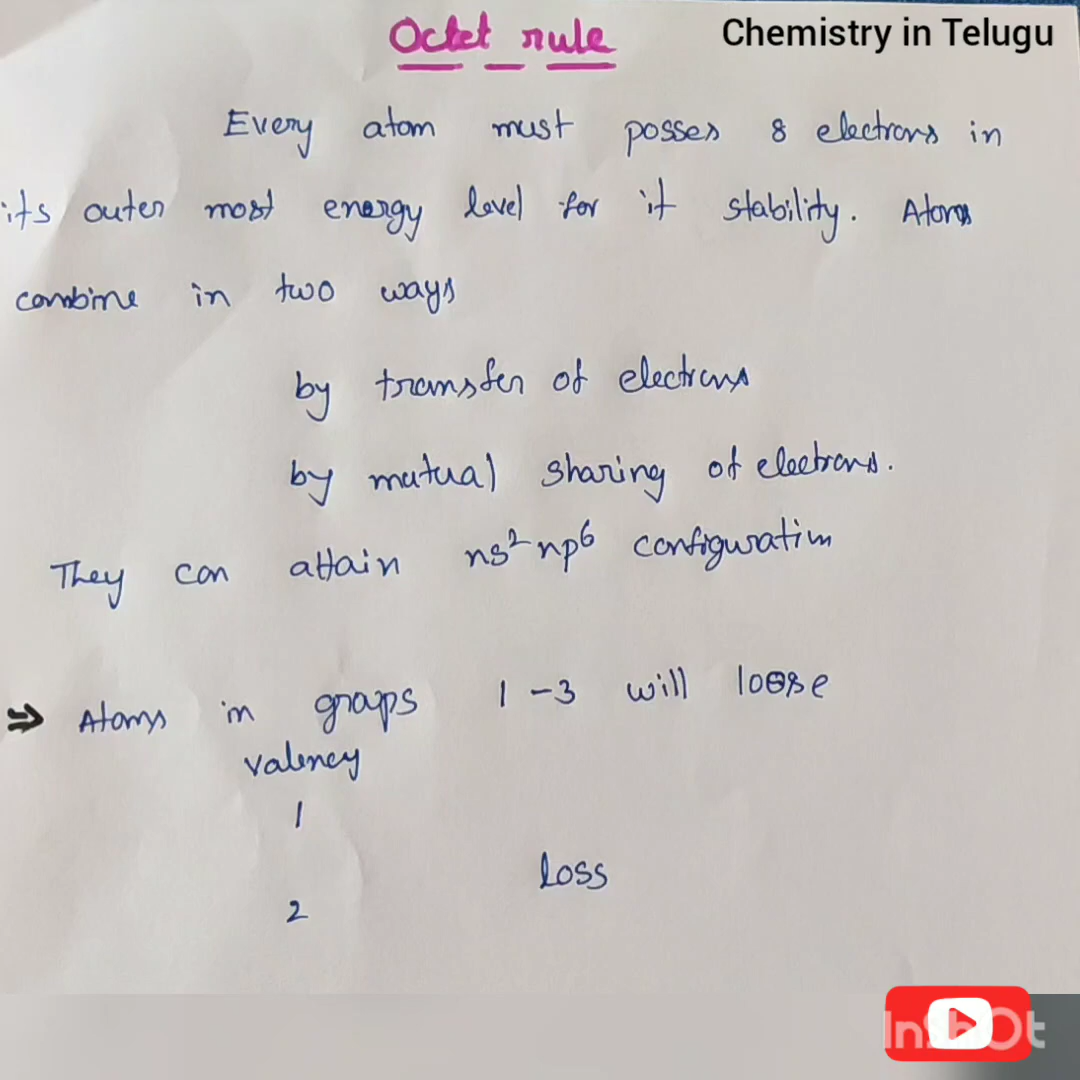 Octet rule
Chemistry in Telugu
Every atom must posses 8 electrons in
its outer most energy level for it stability. Atoms
combine in two ways
by transfer of electrons
by mutual sharing of electrons.
They can attain ns² np⁶ configuration
⇒ Atoms in groups 1-3 will loose
valency
1
loss
2
InShOt